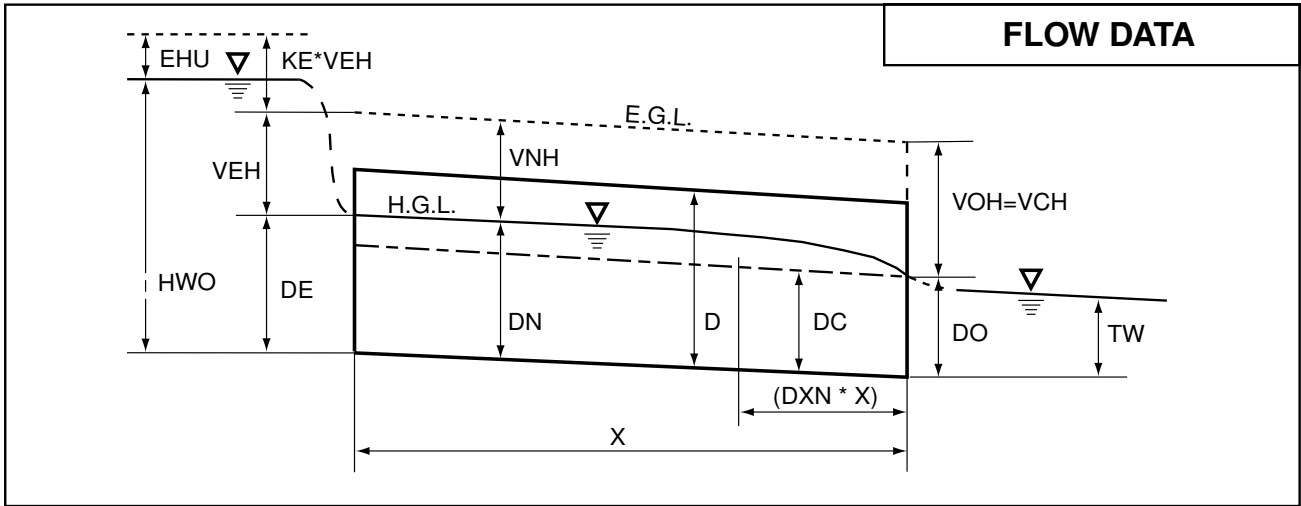 FLOW DATA
EHU
KE*VEH
E.G.L.
VEH
VNH
VOH=VCH
H.G.L.
HWO
DE
DN
D
DC
DO
TW
(DXN * X)
X